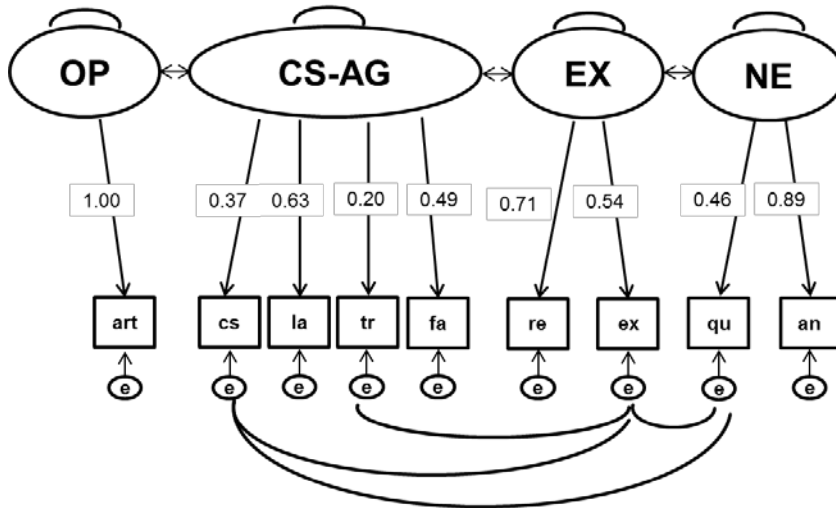 OP CS-AG EX NE
1.00 0.37 0.63 0.20 0.49 0.71 0.54 0.46 0.89
art cs la tr fa re ex qu an
e e e e e e e e e